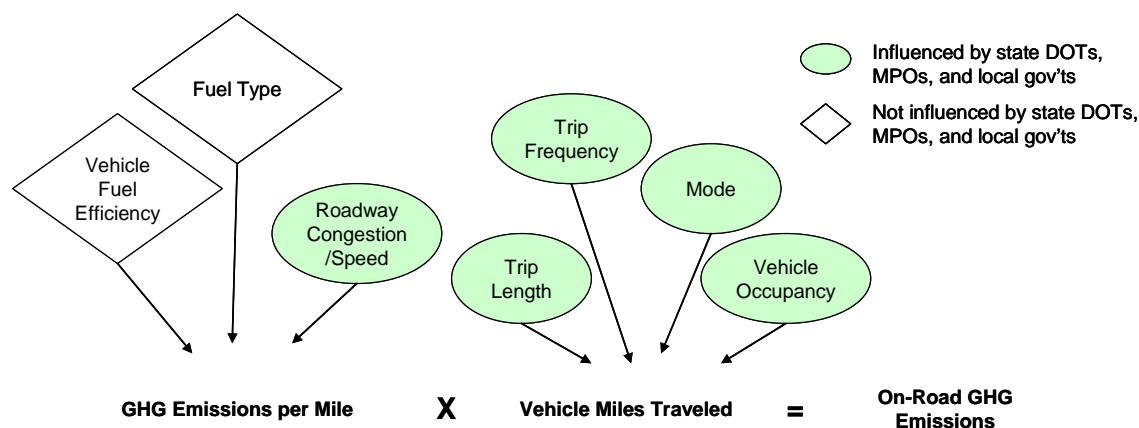 Fuel Type
Vehicle
Fuel
Efficiency
Roadway
Congestion
/Speed
Trip
Length
Trip
Frequency
Mode
Vehicle
Occupancy
Influenced by state DOTs,
MPOs, and local gov'ts
Not influenced by state DOTs,
MPOs, and local gov'ts
GHG Emissions per Mile X Vehicle Miles Traveled = On-Road GHG
Emissions